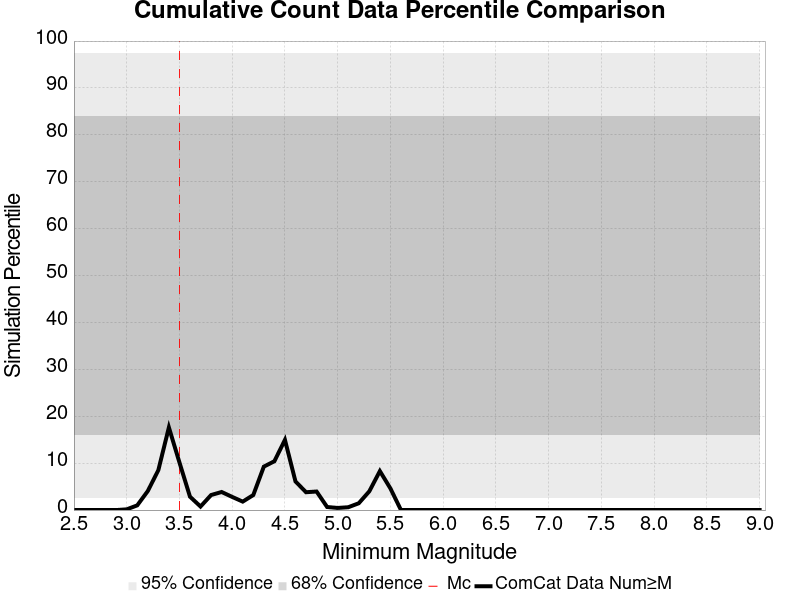 Cumulative Count Data Percentile Comparison
100
90
80
70
60
50
40
30
20
10
0
Simulation Percentile
2.5 3.0 3.5 4.0 4.5 5.0 5.5 6.0 6.5 7.0 7.5 8.0 8.5 9.0
Minimum Magnitude
95% Confidence 68% Confidence Mc ComCat Data Num≥M